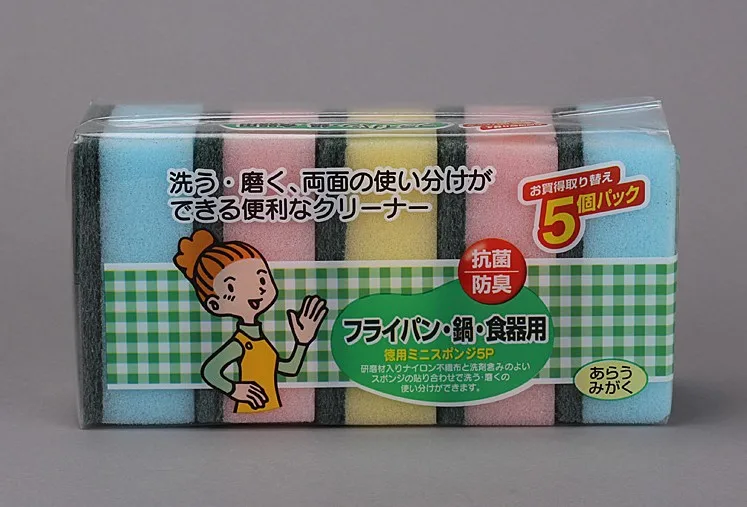 洗う・磨く、両面の使い分けが
できる便利なクリーナー
お買得取り替え
5個パック
抗菌
防臭
フライパン・鍋・食器用
徳用ミニスポンジ5P
研磨材入りナイロン不織布と洗剤含みのよい
スポンジの貼り合わせで洗う・磨くの
使い分けができます。
あらう
みがく